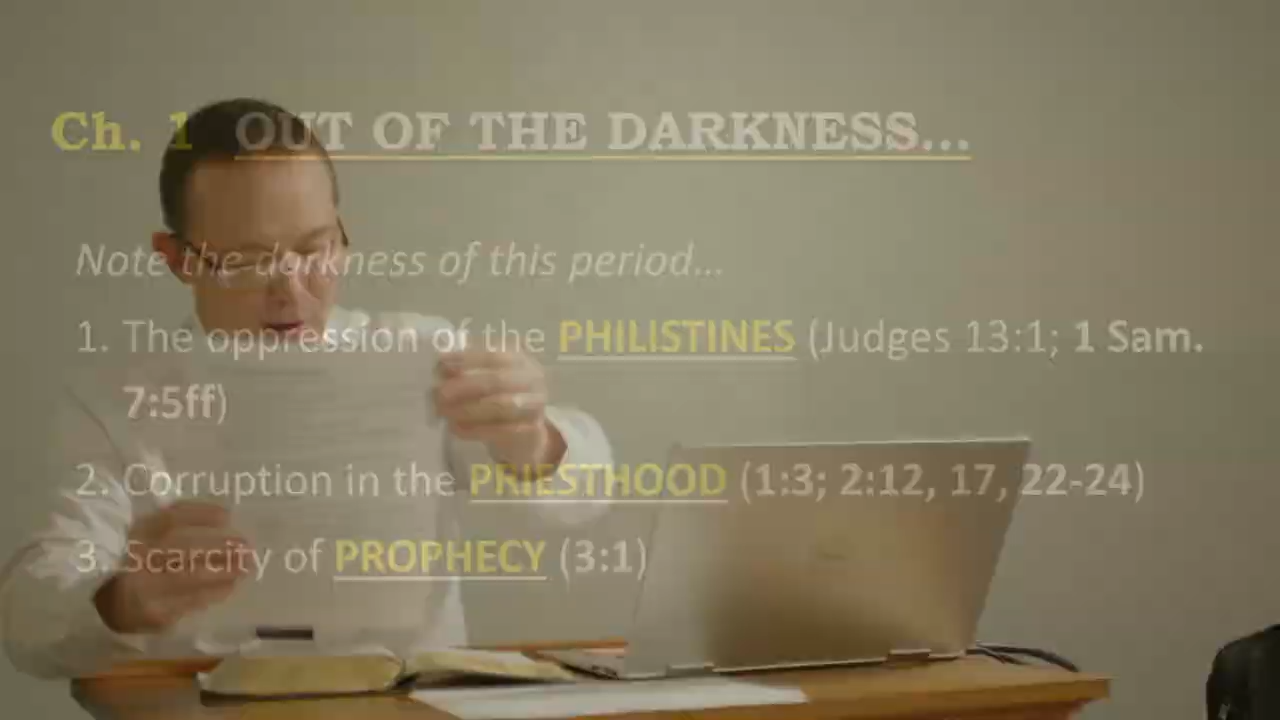 Ch. 1 OUT OF THE DARKNESS...
Note the darkness of this period...
1. The oppression of the PHILISTINES (Judges 13:1; 1 Sam.
7:5ff)
2. Corruption in the PRIESTHOOD (1:3; 2:12, 17, 22-24)
3. Scarcity of PROPHECY (3:1)